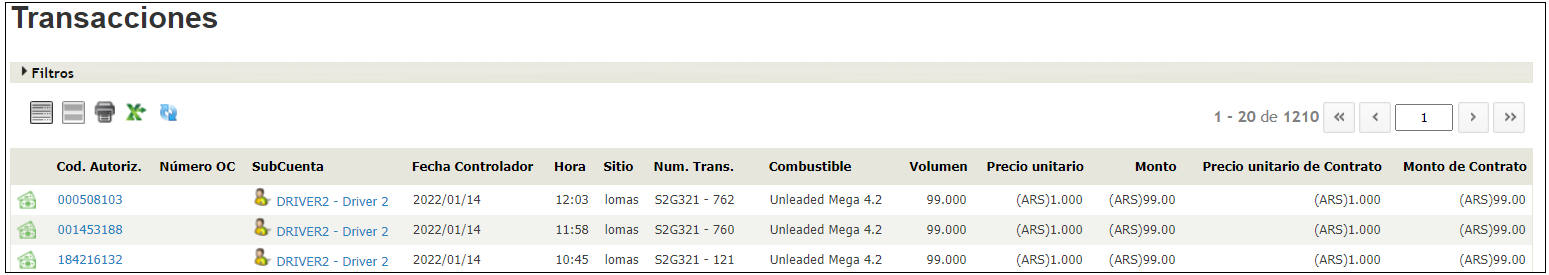 Transacciones
Filtros
1 - 20 de 1210 « ‹ 1 › »
Cod. Autoriz. Número OC SubCuenta Fecha Controlador Hora Sitio Num. Trans. Combustible Volumen Precio unitario Monto Precio unitario de Contrato Monto de Contrato
000508103 DRIVER2 - Driver 2 2022/01/14 12:03 lomas S2G321 - 762 Unleaded Mega 4.2 99.000 (ARS)1.000 (ARS)99.00 (ARS)1.000 (ARS)99.00
001453188 DRIVER2 - Driver 2 2022/01/14 11:58 lomas S2G321 - 760 Unleaded Mega 4.2 99.000 (ARS)1.000 (ARS)99.00 (ARS)1.000 (ARS)99.00
184216132 DRIVER2 - Driver 2 2022/01/14 10:45 lomas S2G321 - 121 Unleaded Mega 4.2 99.000 (ARS)1.000 (ARS)99.00 (ARS)1.000 (ARS)99.00